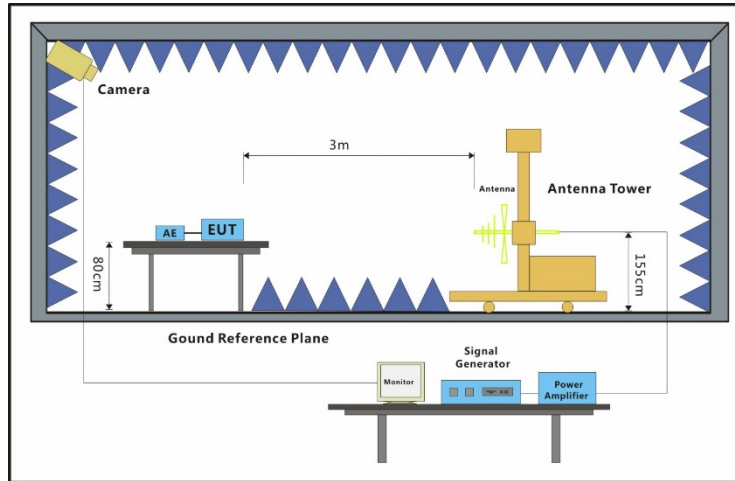 Camera
3m
Antenna
Antenna Tower
AE
EUT
80cm
155cm
Gound Reference Plane
Signal
Generator
Monitor
Power
Amplifier